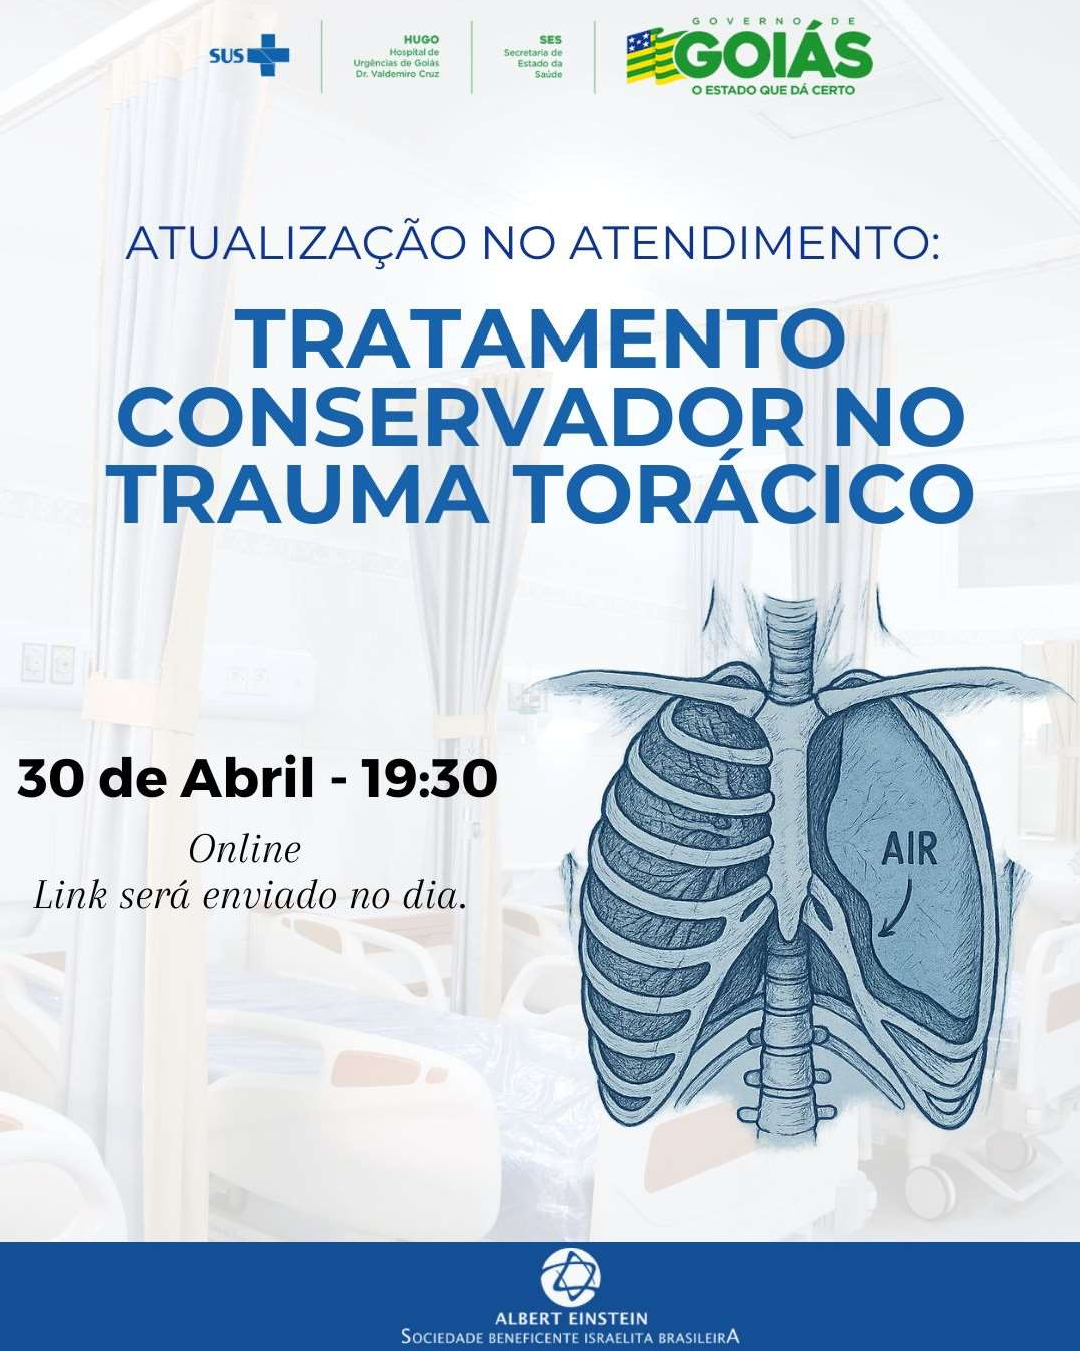 SUS
HUGO
Hospital de
Urgências de Goiás
Dr. Valdemiro Cruz
SES
Secretaria de
Estado da
Saúde
GOVERNO DE
GOIÁS
O ESTADO QUE DÁ CERTO
ATUALIZAÇÃO NO ATENDIMENTO:
TRATAMENTO
CONSERVADOR NO
TRAUMA TORÁCICO
30 de Abril - 19:30
Online
Link será enviado no dia.
AIR
ALBERT EINSTEIN
SOCIEDADE BENEFICENTE ISRAELITA BRASILEIRA